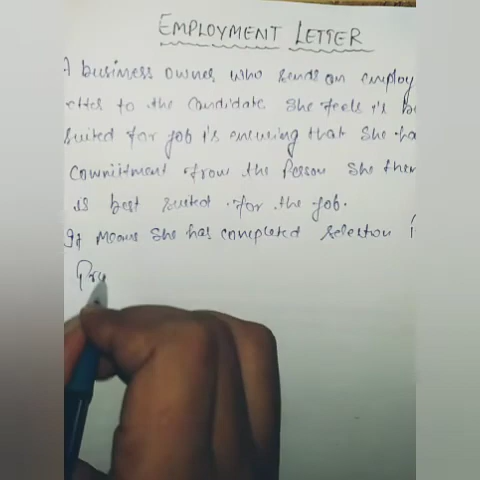 EMPLOYMENT LETTER
A business owner who sends an employ
etter to the candidate she feels is be
suited for job is ensuring that she ha
commitment from the person she then
is best suited for the job.
It means she has completed selection
Pro